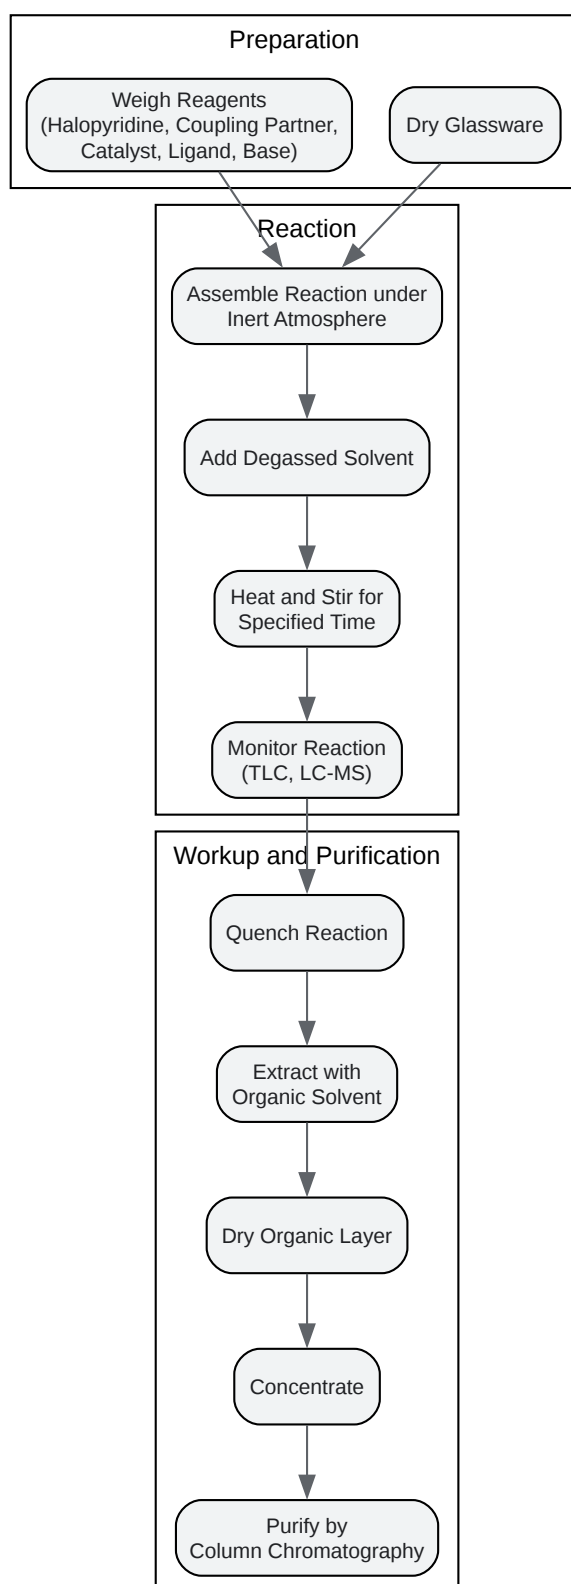 Preparation
Weigh Reagents
(Halopyridine, Coupling Partner,
Catalyst, Ligand, Base)
Dry Glassware
Reaction
Assemble Reaction under
Inert Atmosphere
Add Degassed Solvent
Heat and Stir for
Specified Time
Monitor Reaction
(TLC, LC-MS)
Workup and Purification
Quench Reaction
Extract with
Organic Solvent
Dry Organic Layer
Concentrate
Purify by
Column Chromatography